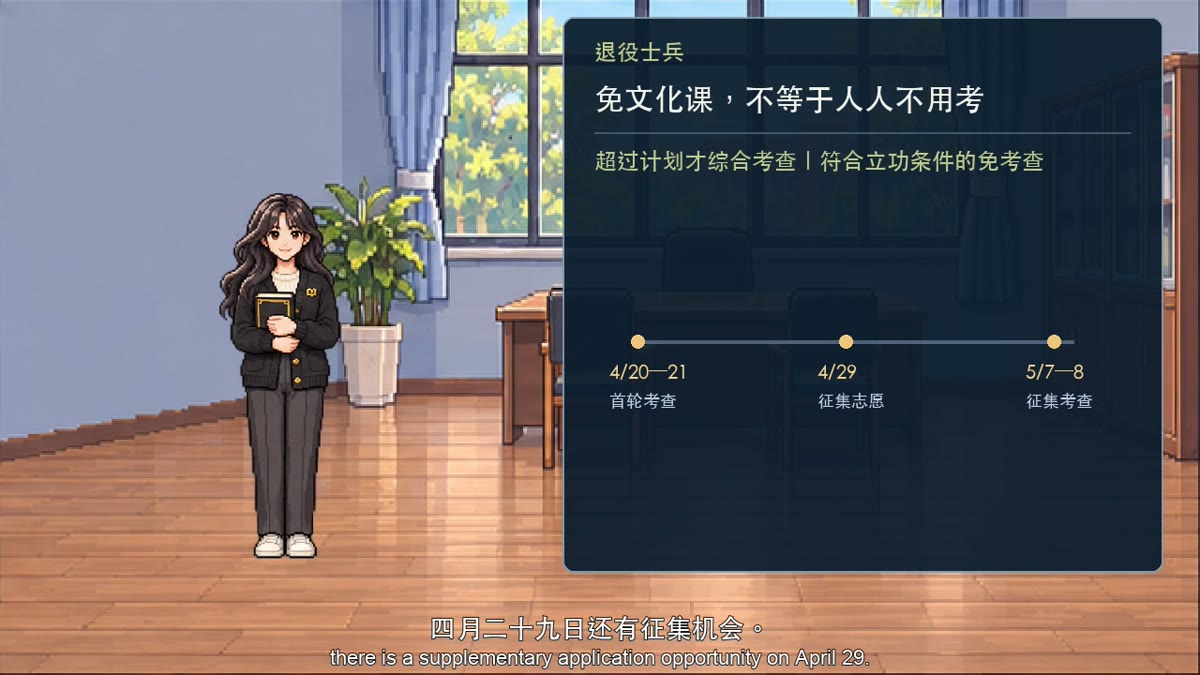 退役士兵
免文化课，不等于人人不用考
超过计划才综合考查｜符合立功条件的免考查
4/20—21
首轮考查
4/29
征集志愿
5/7—8
征集考查
四月二十九日还有征集机会。
there is a supplementary application opportunity on April 29.